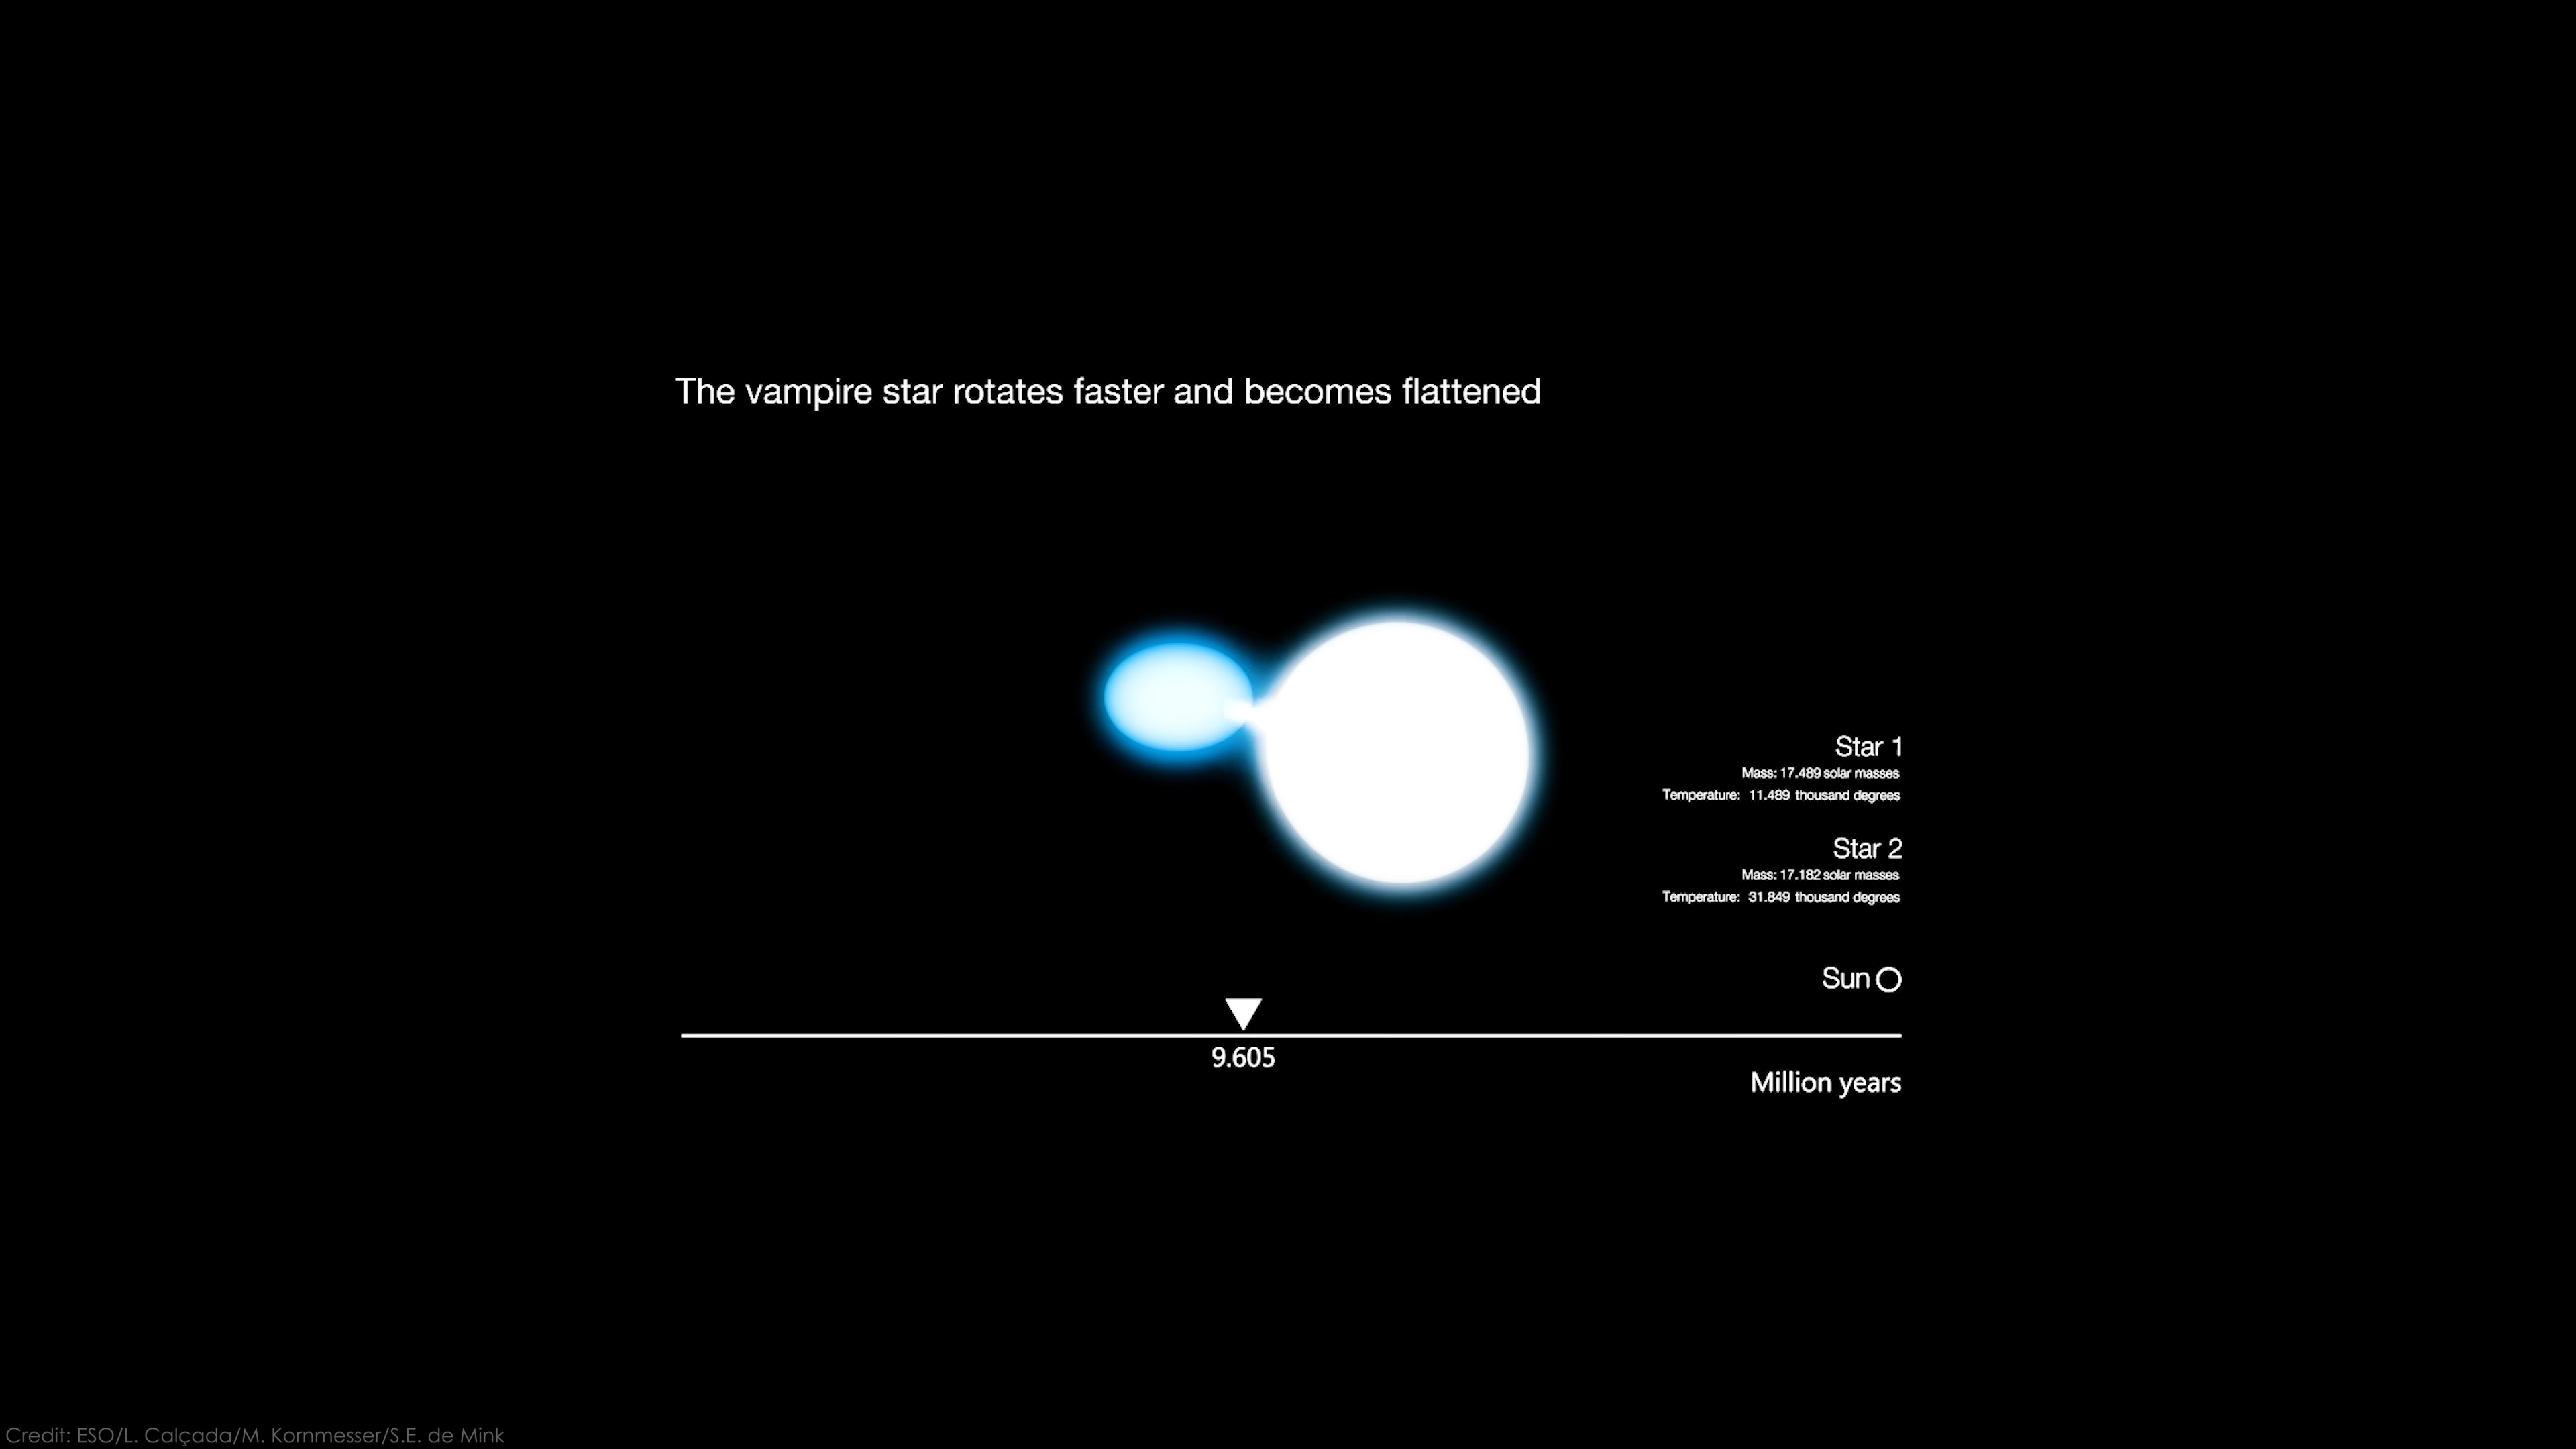 The vampire star rotates faster and becomes flattened
Star 1
Mass: 17.489 solar masses
Temperature: 11.489 thousand degrees
Star 2
Mass: 17.182 solar masses
Temperature: 31.849 thousand degrees
Sun
9.605
Million years
Credit: ESO/L. Calçada/M. Kornmesser/S.E. de Mink